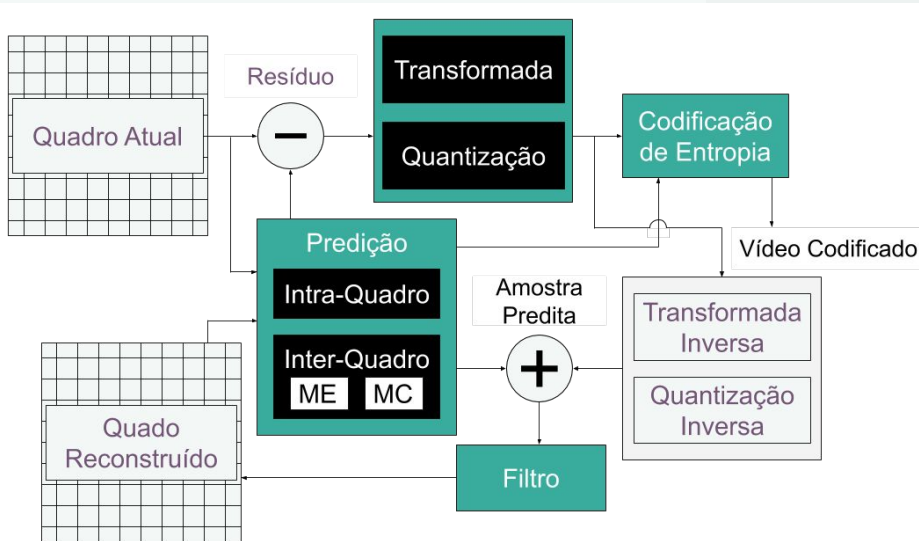 Quadro Atual
Resíduo
Transformada
Quantização
Codificação
de Entropia
Vídeo Codificado
Predição
Intra-Quadro
Inter-Quadro
ME MC
Amostra
Predita
Transformada
Inversa
Quantização
Inversa
Quado
Reconstruído
Filtro